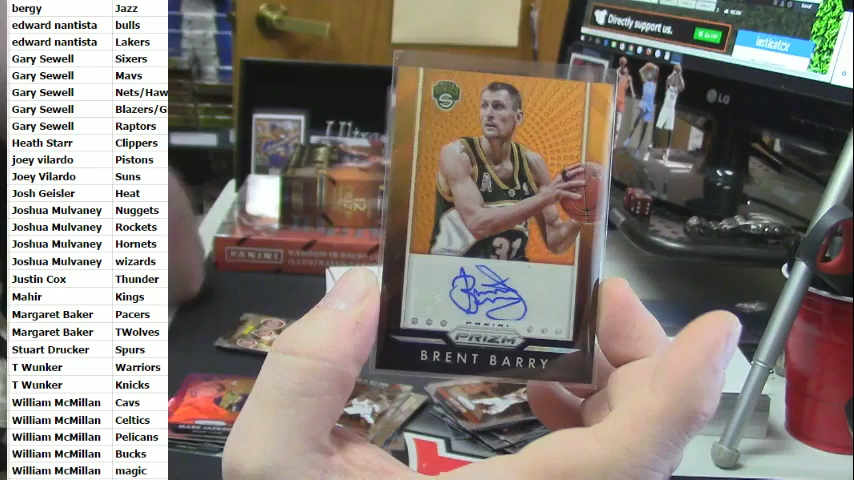 bergy Jazz
edward nantista bulls
edward nantista Lakers
Gary Sewell Sixers
Gary Sewell Mavs
Gary Sewell Nets/Haw
Gary Sewell Blazers/G
Gary Sewell Raptors
Heath Starr Clippers
joey vilardo Pistons
Joey Vilardo Suns
Josh Geisler Heat
Joshua Mulvaney Nuggets
Joshua Mulvaney Rockets
Joshua Mulvaney Hornets
Joshua Mulvaney wizards
Justin Cox Thunder
Mahir Kings
Margaret Baker Pacers
Margaret Baker TWolves
Stuart Drucker Spurs
T Wunker Warriors
T Wunker Knicks
William McMillan Cavs
William McMillan Celtics
William McMillan Pelicans
William McMillan Bucks
William McMillan magic
Directly support us.
insticator
LG
PANINI
31
PANINI
PRIZM
BRENT BARRY